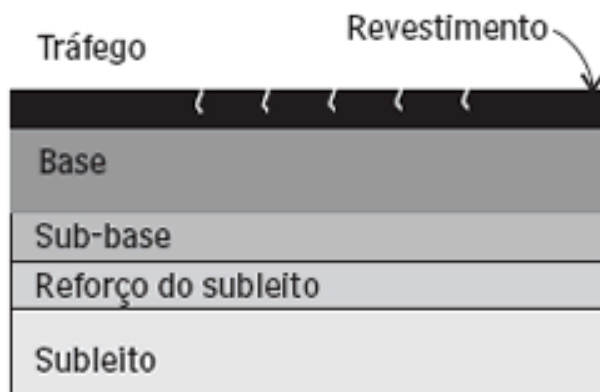 Revestimento
Tráfego
Base
Sub-base
Reforço do subleito
Subleito